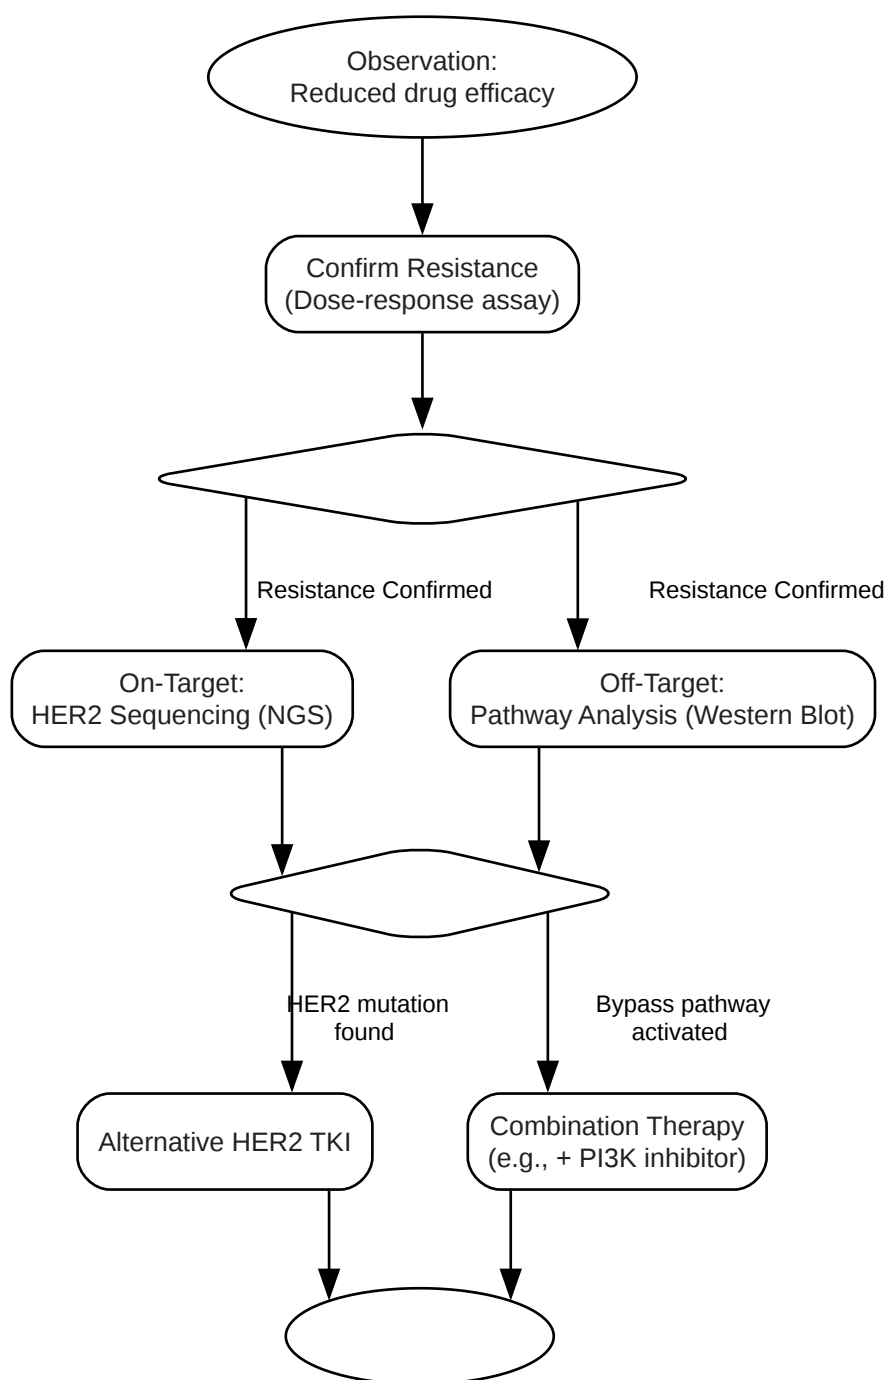 Observation:
Reduced drug efficacy
Confirm Resistance
(Dose-response assay)
Resistance Confirmed
Resistance Confirmed
On-Target:
HER2 Sequencing (NGS)
Off-Target:
Pathway Analysis (Western Blot)
HER2 mutation
found
Bypass pathway
activated
Alternative HER2 TKI
Combination Therapy
(e.g., + PI3K inhibitor)